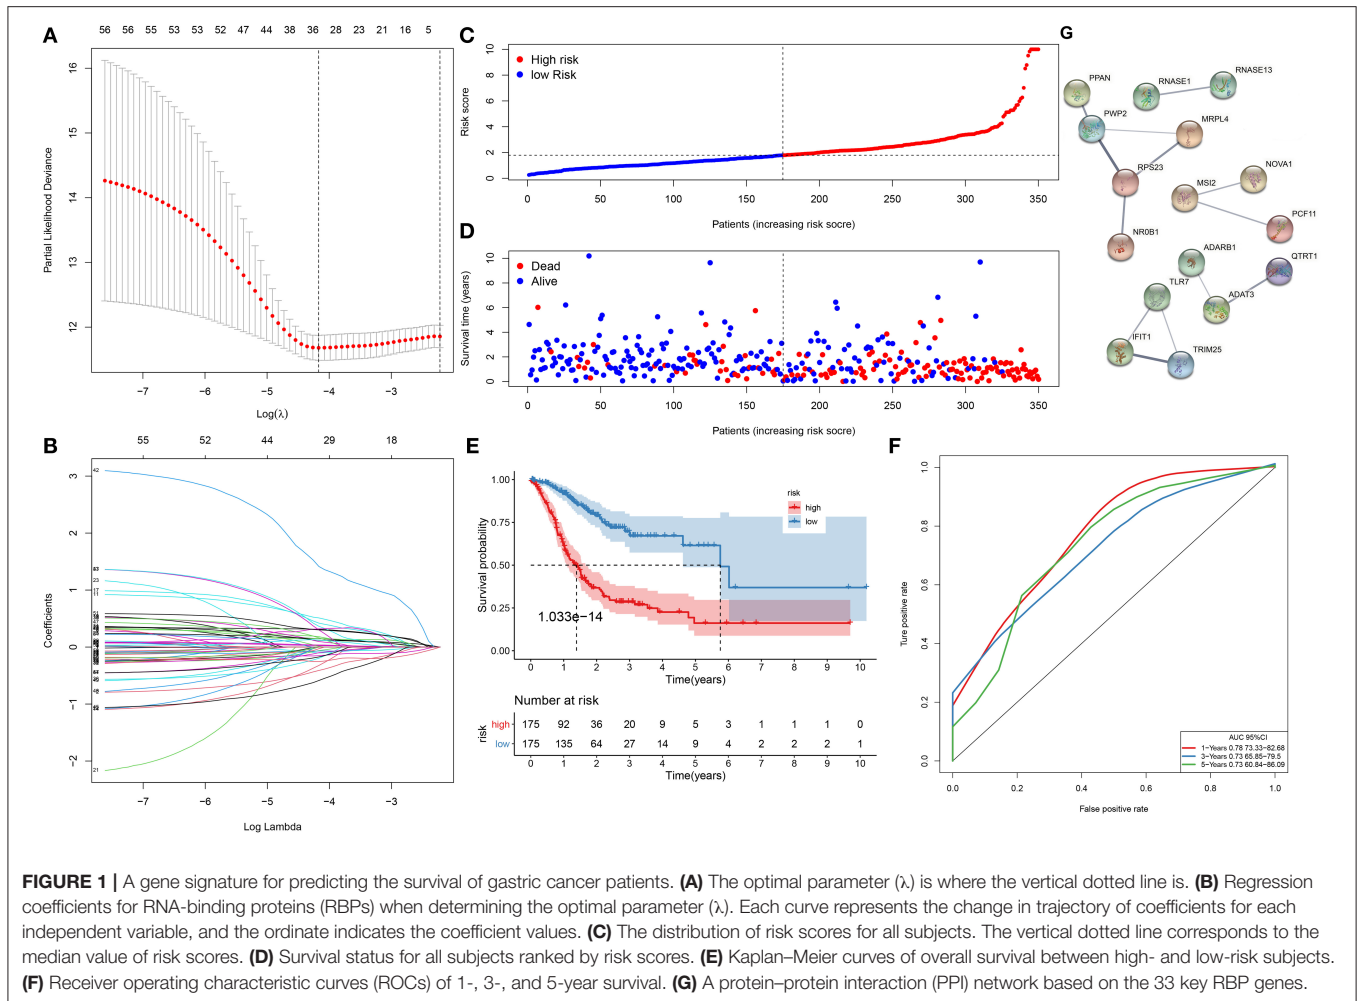 A
56 56 55 53 53 52 47 44 38 36 28 23 21 16 5
Partial Likelihood Deviance
16
15
14
13
12
−7 −6 −5 −4 −3
Log(λ)
B
55 52 44 29 18
Coefficients
3
2
1
0
−1
−2
42
23
21
−7 −6 −5 −4 −3
Log Lambda
C
Risk score
10
8
6
4
2
0
High risk
low Risk
0 50 100 150 200 250 300 350
Patients (increasing risk socre)
D
Survival time (years)
10
8
6
4
2
0
Dead
Alive
0 50 100 150 200 250 300 350
Patients (increasing risk socre)
E
Survival probability
1.00
0.75
0.50
0.25
0.00
risk
high
low
1.033e−14
0 1 2 3 4 5 6 7 8 9 10
Time(years)
Number at risk
risk
high 175 92 36 20 9 5 3 1 1 1 0
low 175 135 64 27 14 9 4 2 2 2 1
0 1 2 3 4 5 6 7 8 9 10
Time(years)
F
Ture positive rate
1.0
0.8
0.6
0.4
0.2
0.0
AUC 95%CI
1−Years 0.78 73.33−82.68
3−Years 0.73 65.85−79.5
5−Years 0.73 60.84−86.09
0.0 0.2 0.4 0.6 0.8 1.0
False positive rate
G
PPAN
RNASE1
RNASE13
PWP2
MRPL4
RPS23
NOVA1
MSI2
NR0B1
PCF11
ADARB1
QTRT1
TLR7
ADAT3
IFIT1
TRIM25
FIGURE 1 | A gene signature for predicting the survival of gastric cancer patients. (A) The optimal parameter (λ) is where the vertical dotted line is. (B) Regression
coefficients for RNA-binding proteins (RBPs) when determining the optimal parameter (λ). Each curve represents the change in trajectory of coefficients for each
independent variable, and the ordinate indicates the coefficient values. (C) The distribution of risk scores for all subjects. The vertical dotted line corresponds to the
median value of risk scores. (D) Survival status for all subjects ranked by risk scores. (E) Kaplan–Meier curves of overall survival between high- and low-risk subjects.
(F) Receiver operating characteristic curves (ROCs) of 1-, 3-, and 5-year survival. (G) A protein–protein interaction (PPI) network based on the 33 key RBP genes.